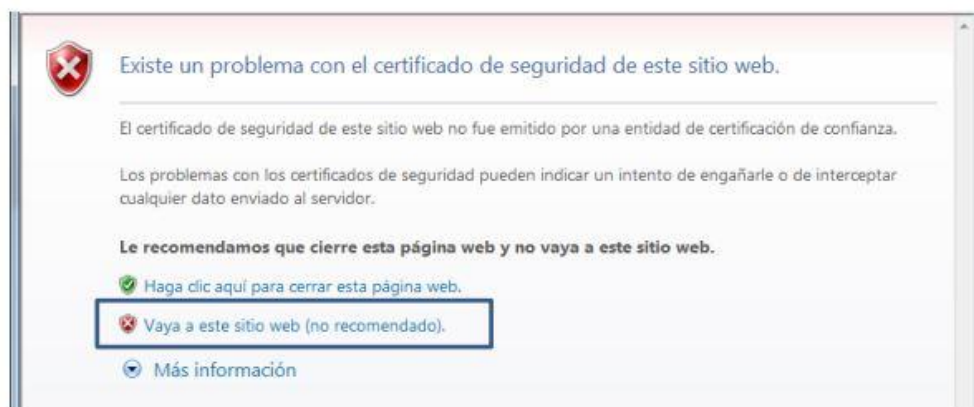 Existe un problema con el certificado de seguridad de este sitio web.
El certificado de seguridad de este sitio web no fue emitido por una entidad de certificación de confianza.
Los problemas con los certificados de seguridad pueden indicar un intento de engañarle o de interceptar
cualquier dato enviado al servidor.
Le recomendamos que cierre esta página web y no vaya a este sitio web.
Haga clic aquí para cerrar esta página web.
Vaya a este sitio web (no recomendado).
Más información